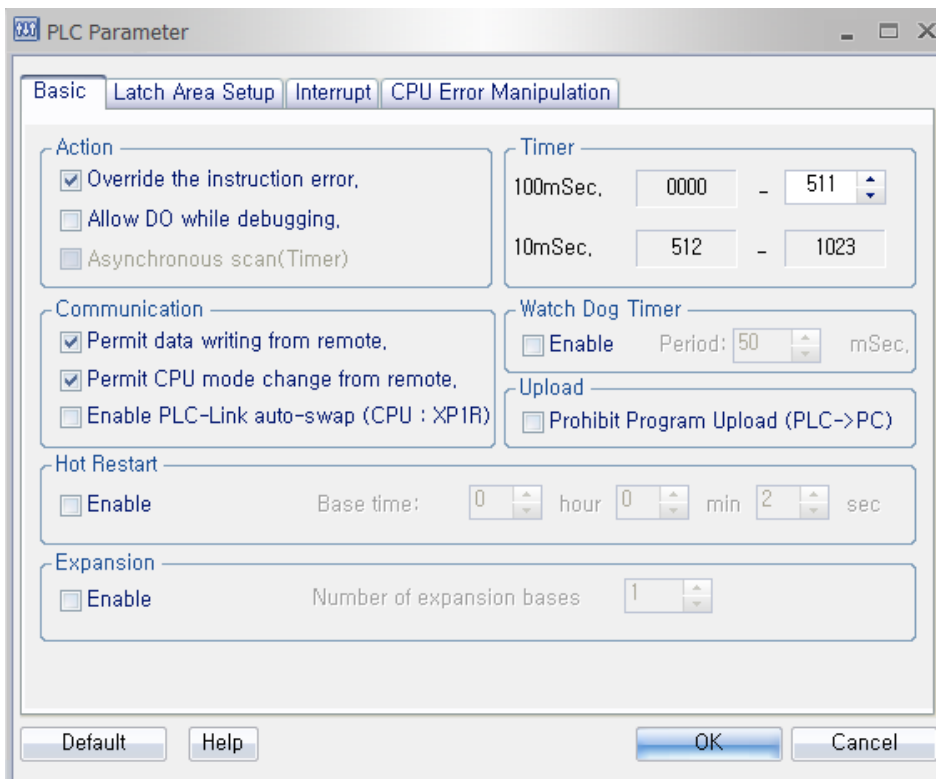 PLC Parameter
Basic
Latch Area Setup
Interrupt
CPU Error Manipulation
Action
Override the instruction error,
Allow DO while debugging,
Asynchronous scan(Timer)
Timer
100mSec, 0000 - 511
10mSec, 512 - 1023
Communication
Permit data writing from remote,
Permit CPU mode change from remote,
Enable PLC-Link auto-swap (CPU : XP1R)
Watch Dog Timer
Enable Period: 50 mSec,
Upload
Prohibit Program Upload (PLC->PC)
Hot Restart
Enable Base time: 0 hour 0 min 2 sec
Expansion
Enable Number of expansion bases 1
Default Help OK Cancel